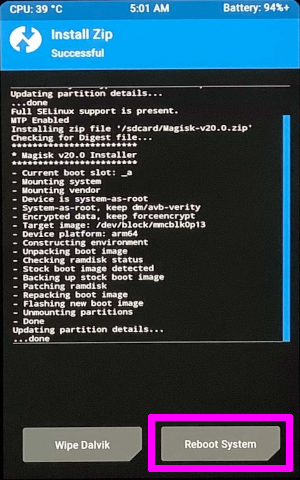 CPU: 39 °C 5:01 AM Battery: 94%+
Install Zip
Successful
Updating partition details...
...done
Full SELinux support is present.
MTP Enabled
Installing zip file '/sdcard/Magisk-v20.0.zip'
Checking for Digest file...
************************
* Magisk v20.0 Installer
************************
- Current boot slot: _a
- Mounting system
- Mounting vendor
- Device is system-as-root
- System-as-root, keep dm/avb-verity
- Encrypted data, keep forceencrypt
- Target image: /dev/block/mmcblk0p13
- Device platform: arm64
- Constructing environment
- Unpacking boot image
- Checking ramdisk status
- Stock boot image detected
- Backing up stock boot image
- Patching ramdisk
- Repacking boot image
- Flashing new boot image
- Unmounting partitions
- Done
Updating partition details...
...done
Wipe Dalvik
Reboot System